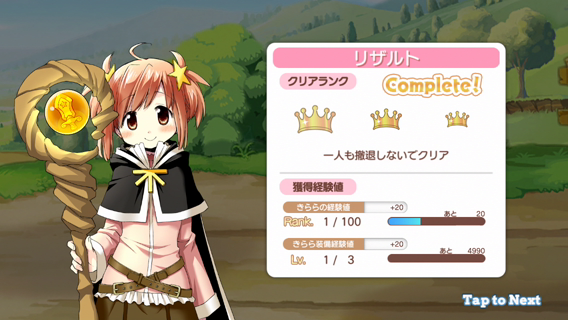 リザルト
クリアランク
Complete!
一人も撤退しないでクリア
獲得経験値
きららの経験値 +20
Rank. 1 / 100 あと 20
きらら装備経験値 +20
Lv. 1 / 3 あと 4990
Tap to Next